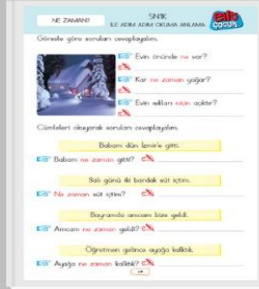 NE ZAMAN?
5N1K
İLE ADIM ADIM OKUMA ANLAMA
ÇOCUK
Görsele göre soruları cevaplayalım.
Evin önünde ne var?
Kar ne zaman yağar?
Evin ışıkları niçin açıktır?
Cümleleri okuyarak soruları cevaplayalım.
Babam dün İzmir'e gitti.
Babam ne zaman gitti?
Salı günü iki bardak süt içtim.
Ne zaman süt içtim?
Bayramda amcam bize geldi.
Amcam ne zaman geldi?
Öğretmen gelince ayağa kalktık.
Ayağa ne zaman kalktık?